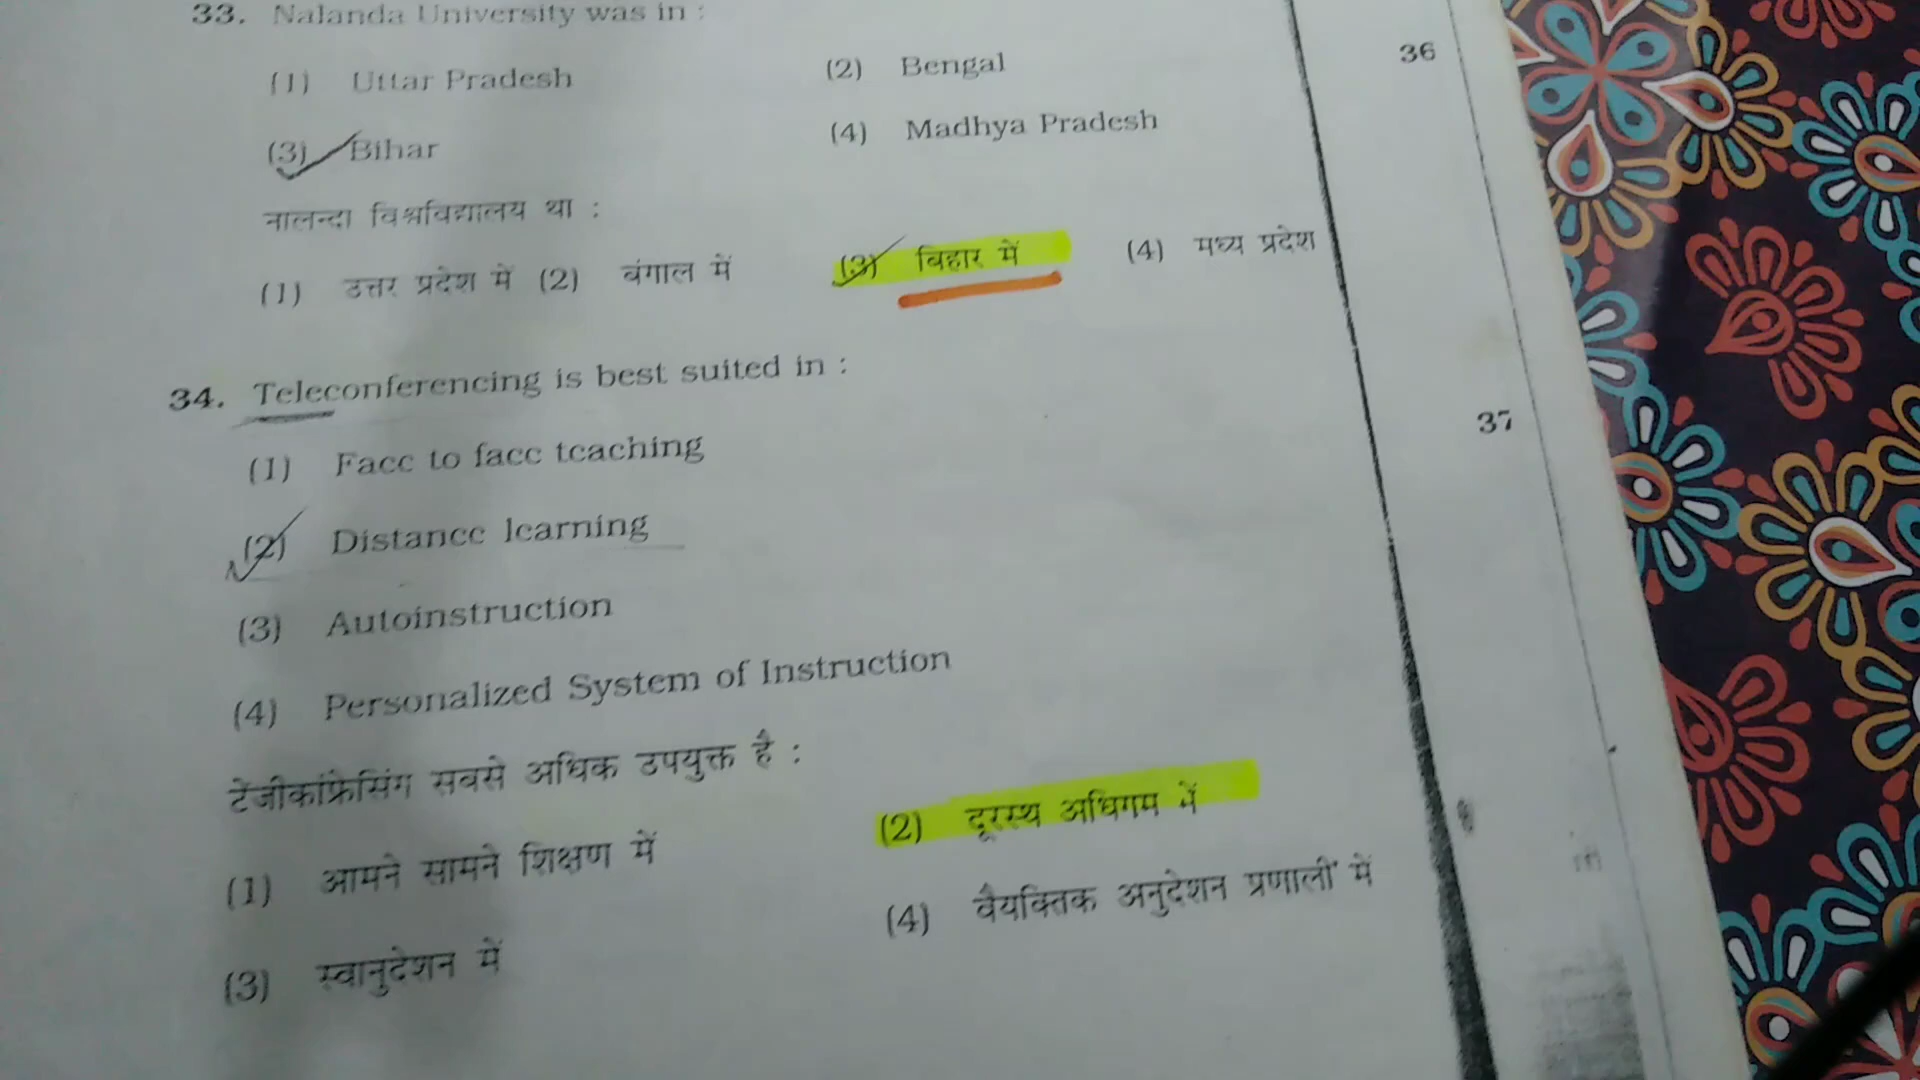 33. Nalanda University was in :
(1) Uttar Pradesh (2) Bengal
(3) Bihar (4) Madhya Pradesh
नालन्दा विश्वविद्यालय था :
(1) उत्तर प्रदेश में (2) बंगाल में (3) बिहार में (4) मध्य प्रदेश
34. Teleconferencing is best suited in :
(1) Face to face teaching
(2) Distance learning
(3) Autoinstruction
(4) Personalized System of Instruction
टेंजीकांफ्रेसिंग सबसे अधिक उपयुक्त है :
(1) आमने सामने शिक्षण में (2) दूरस्थ अधिगम में
(3) स्वानुदेशन में (4) वैयक्तिक अनुदेशन प्रणाली में
36
37